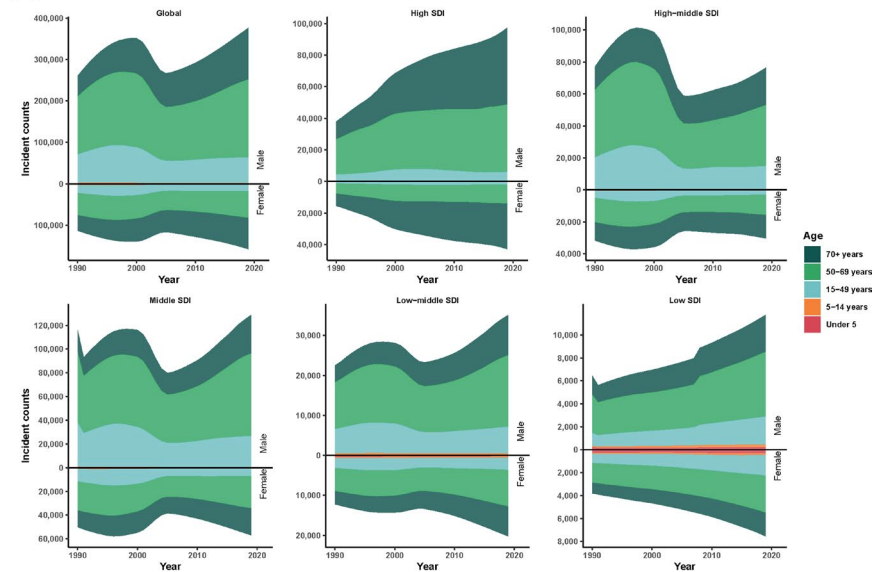 Global
High SDI
High−middle SDI
Incident counts
400,000
300,000
200,000
100,000
0
100,000
Male
Female
1990
2000
2010
2020
Year
100,000
80,000
60,000
40,000
20,000
0
20,000
40,000
Male
Female
1990
2000
2010
2020
Year
100,000
80,000
60,000
40,000
20,000
0
20,000
40,000
Male
Female
1990
2000
2010
2020
Year
Age
70+ years
50−69 years
15−49 years
5−14 years
Under 5
Middle SDI
Low−middle SDI
Low SDI
Incident counts
120,000
100,000
80,000
60,000
40,000
20,000
0
20,000
40,000
60,000
Male
Female
1990
2000
2010
2020
Year
30,000
20,000
10,000
0
10,000
20,000
Male
Female
1990
2000
2010
2020
Year
10,000
8,000
6,000
4,000
2,000
0
2,000
4,000
6,000
8,000
Male
Female
1990
2000
2010
2020
Year